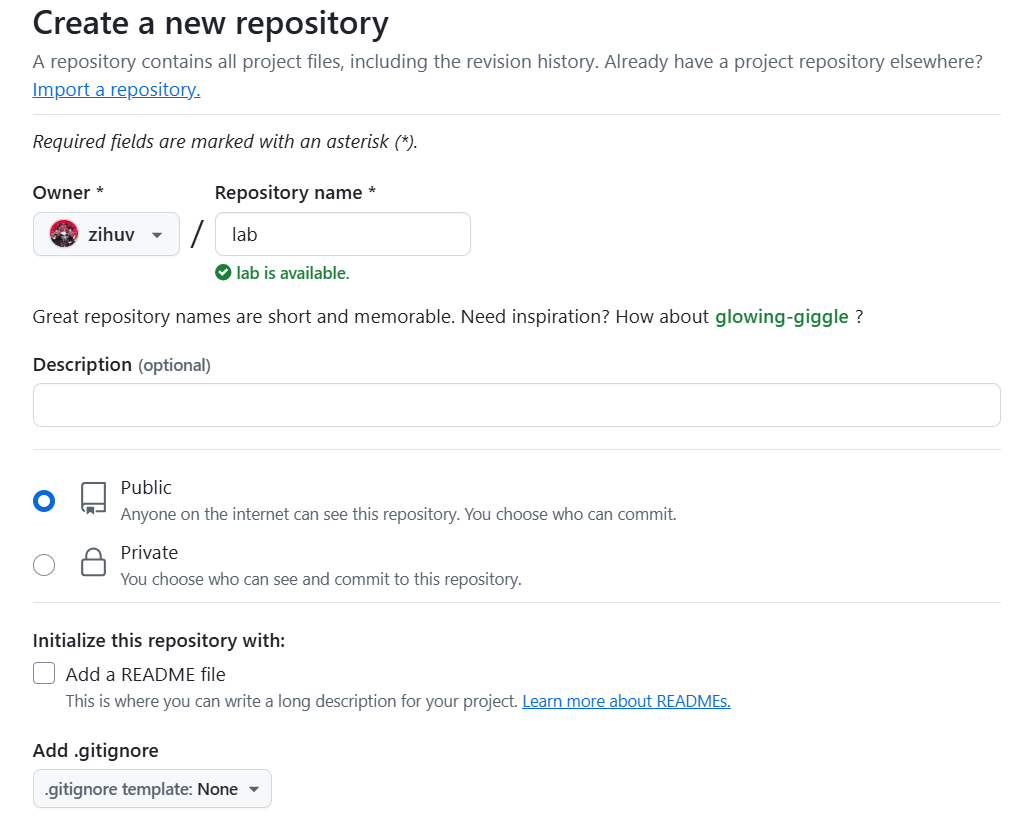 Create a new repository
A repository contains all project files, including the revision history. Already have a project repository elsewhere?
Import a repository.
Required fields are marked with an asterisk (*).
Owner * Repository name *
zihuv / lab
lab is available.
Great repository names are short and memorable. Need inspiration? How about glowing-giggle ?
Description (optional)
Public
Anyone on the internet can see this repository. You choose who can commit.
Private
You choose who can see and commit to this repository.
Initialize this repository with:
Add a README file
This is where you can write a long description for your project. Learn more about READMEs.
Add .gitignore
.gitignore template: None